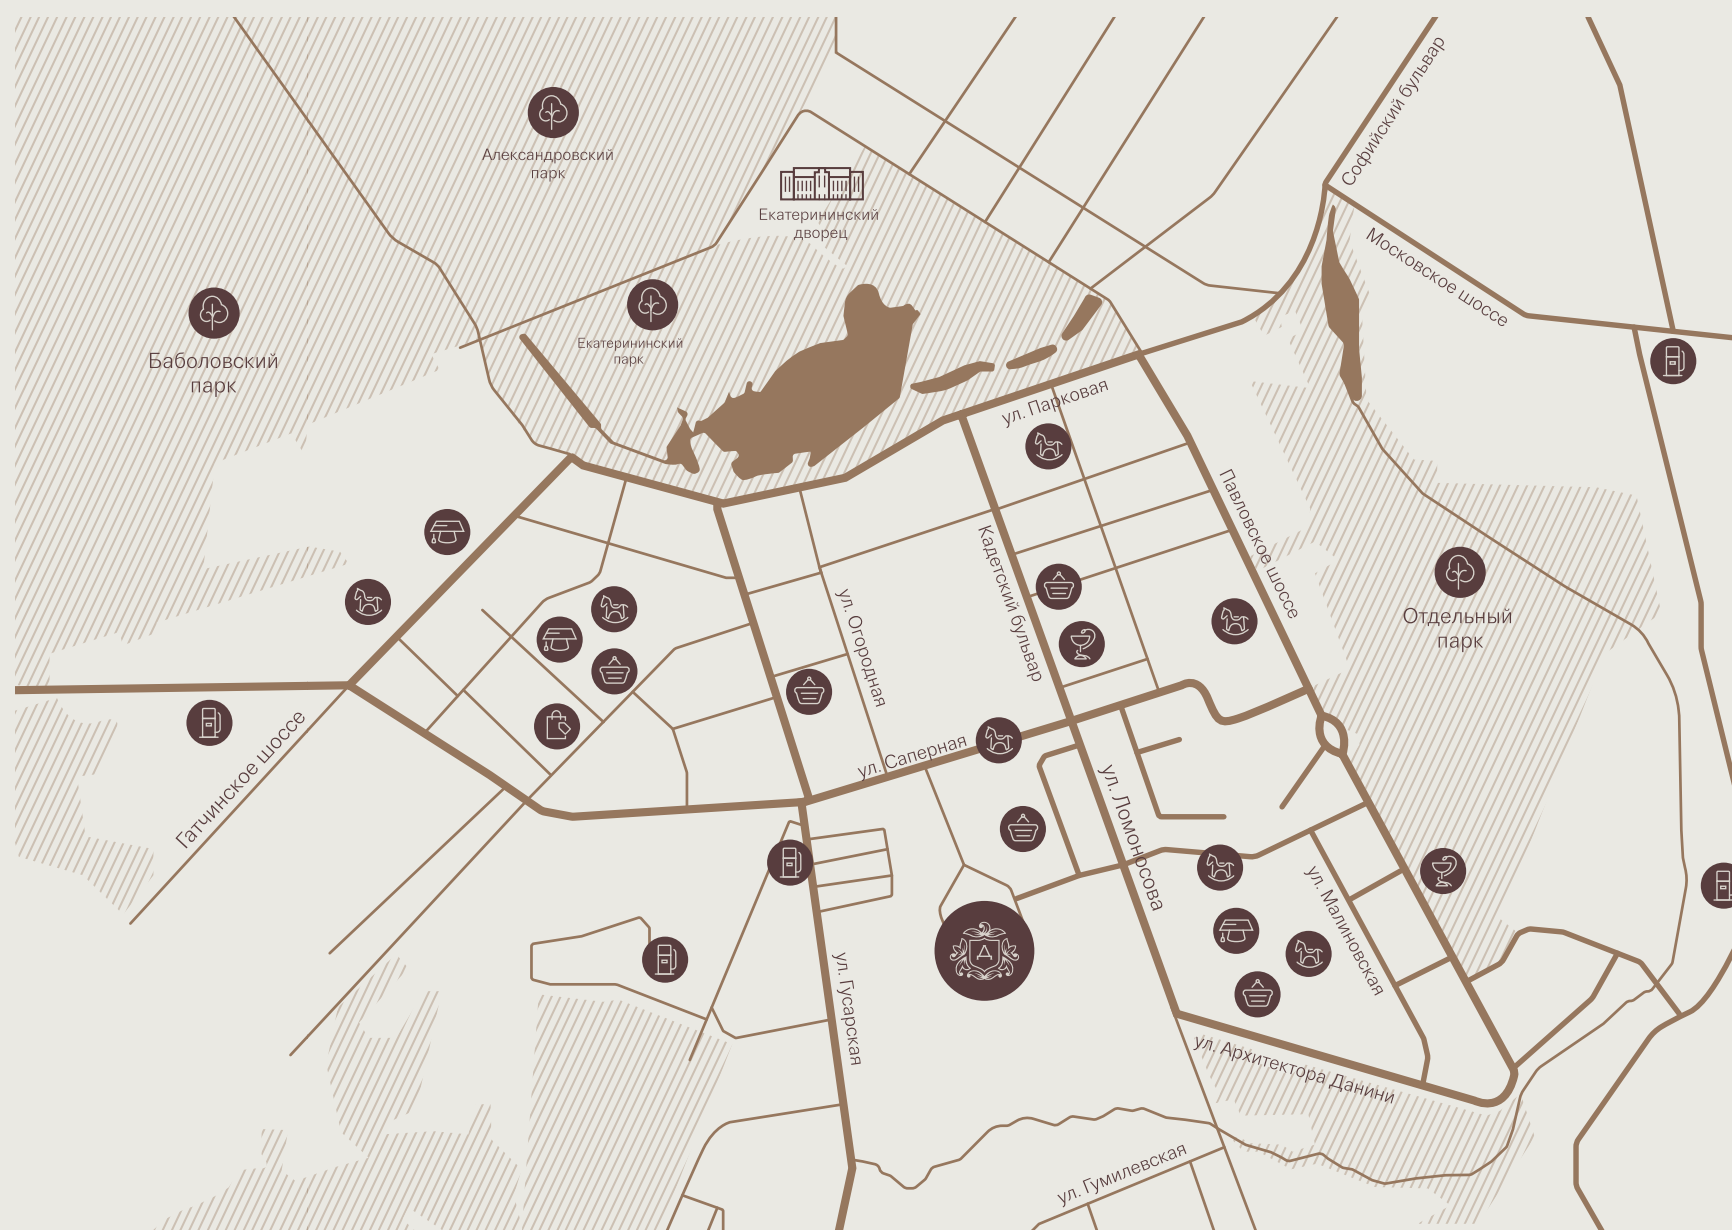 Софийский бульвар
Александровский
парк
Екатерининский
дворец
Московское шоссе
Екатерининский
парк
Баболовский
парк
ул. Парковая
Павловское шоссе
Кадетский бульвар
ул. Огородная
Отдельный
парк
Гатчинское шоссе
ул. Саперная
ул. Ломоносова
ул. Малиновская
Д
ул. Гусарская
ул. Архитектора Данини
ул. Гумилевская